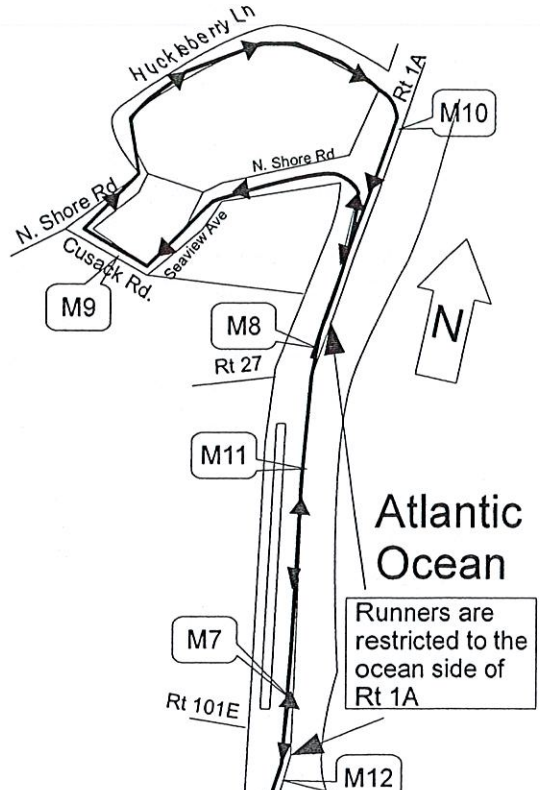 Huckleberry Ln
Rt 1A
M10
N. Shore Rd
N. Shore Rd
Seaview Ave
Cusack Rd.
M9
M8
N
Rt 27
M11
Atlantic
Ocean
Runners are
restricted to the
ocean side of
Rt 1A
M7
Rt 101E
M12